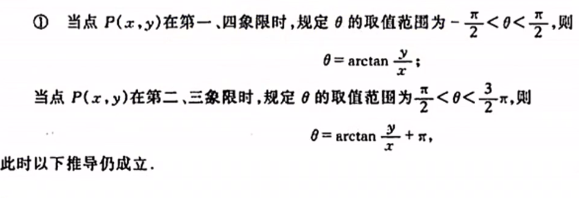 ① 当点 P(x,y)在第一、四象限时,规定 θ 的取值范围为 -π/2<θ<π/2,则
θ=arctan y/x;
当点 P(x,y)在第二、三象限时,规定 θ 的取值范围为π/2<θ<3/2π,则
θ=arctan y/x+π,
此时以下推导仍成立.